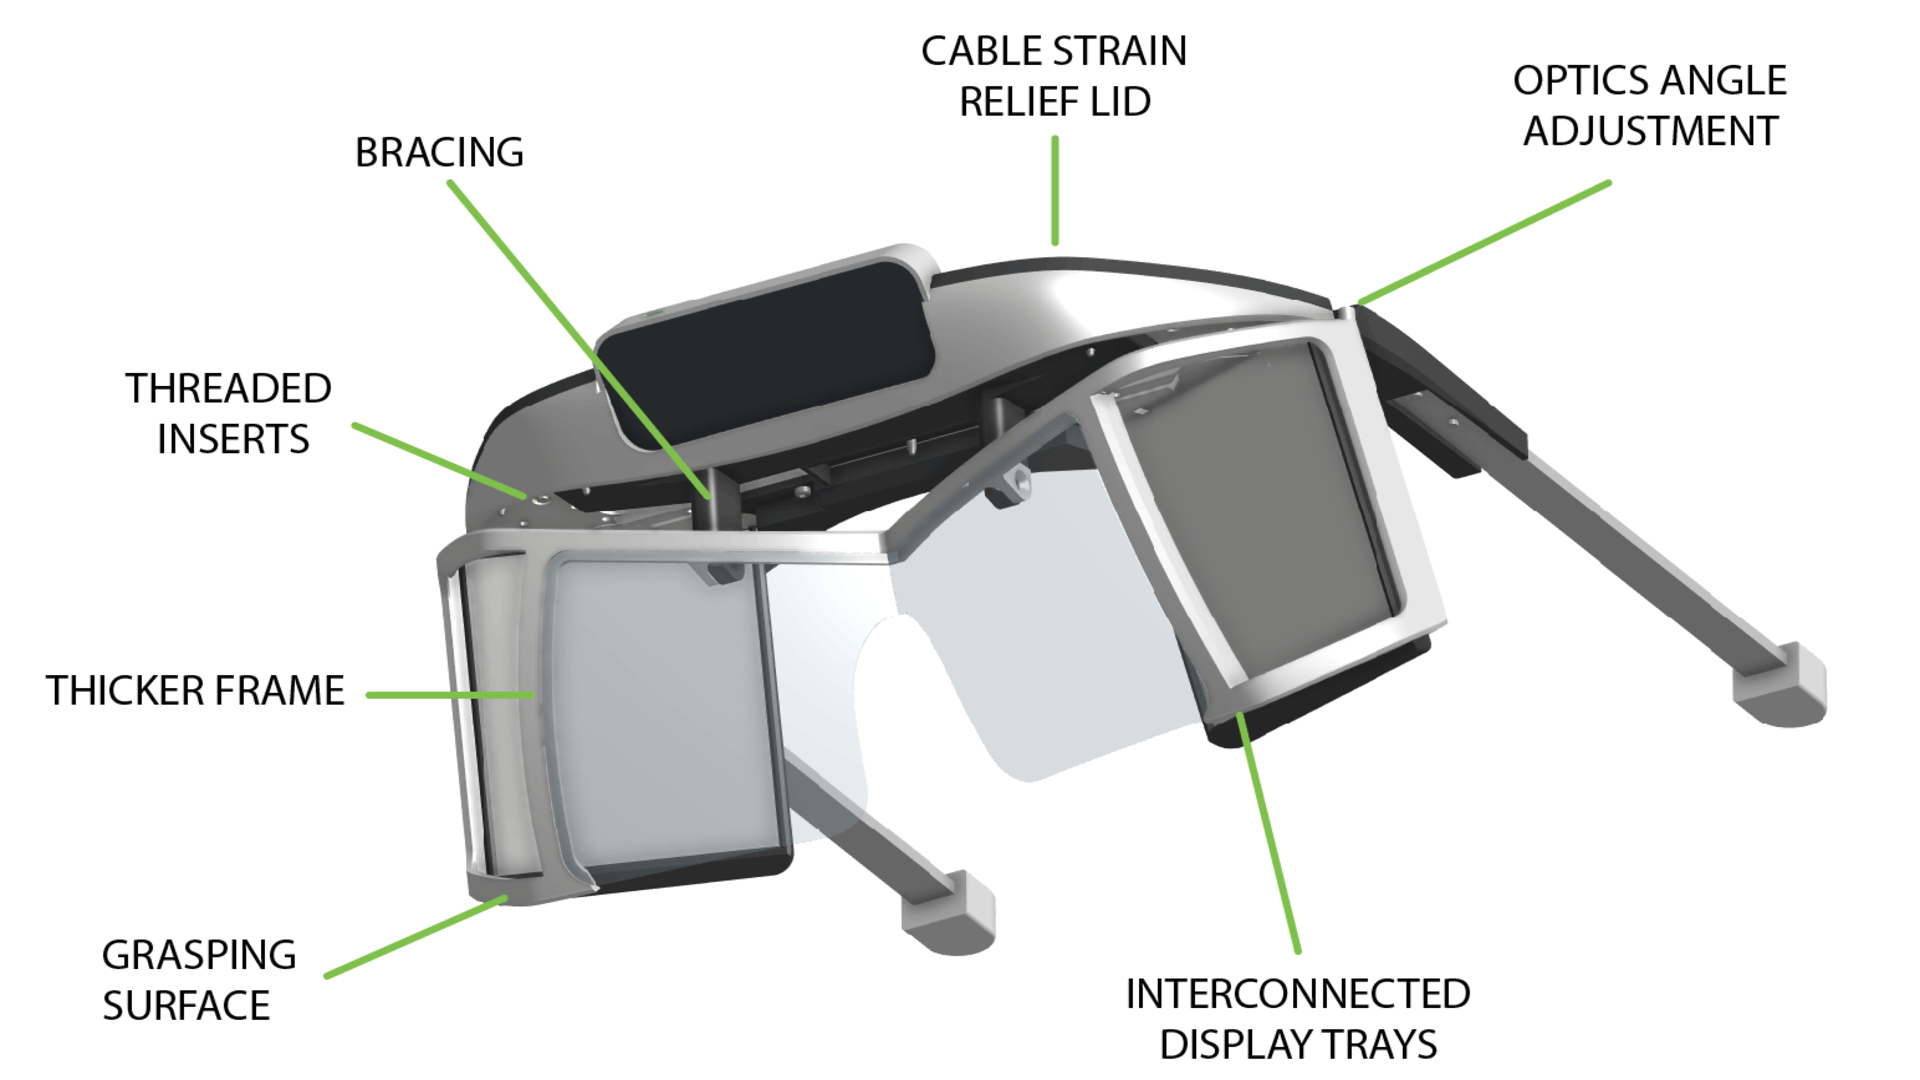 CABLE STRAIN
RELIEF LID
OPTICS ANGLE
ADJUSTMENT
BRACING
THREADED
INSERTS
THICKER FRAME
GRASPING
SURFACE
INTERCONNECTED
DISPLAY TRAYS